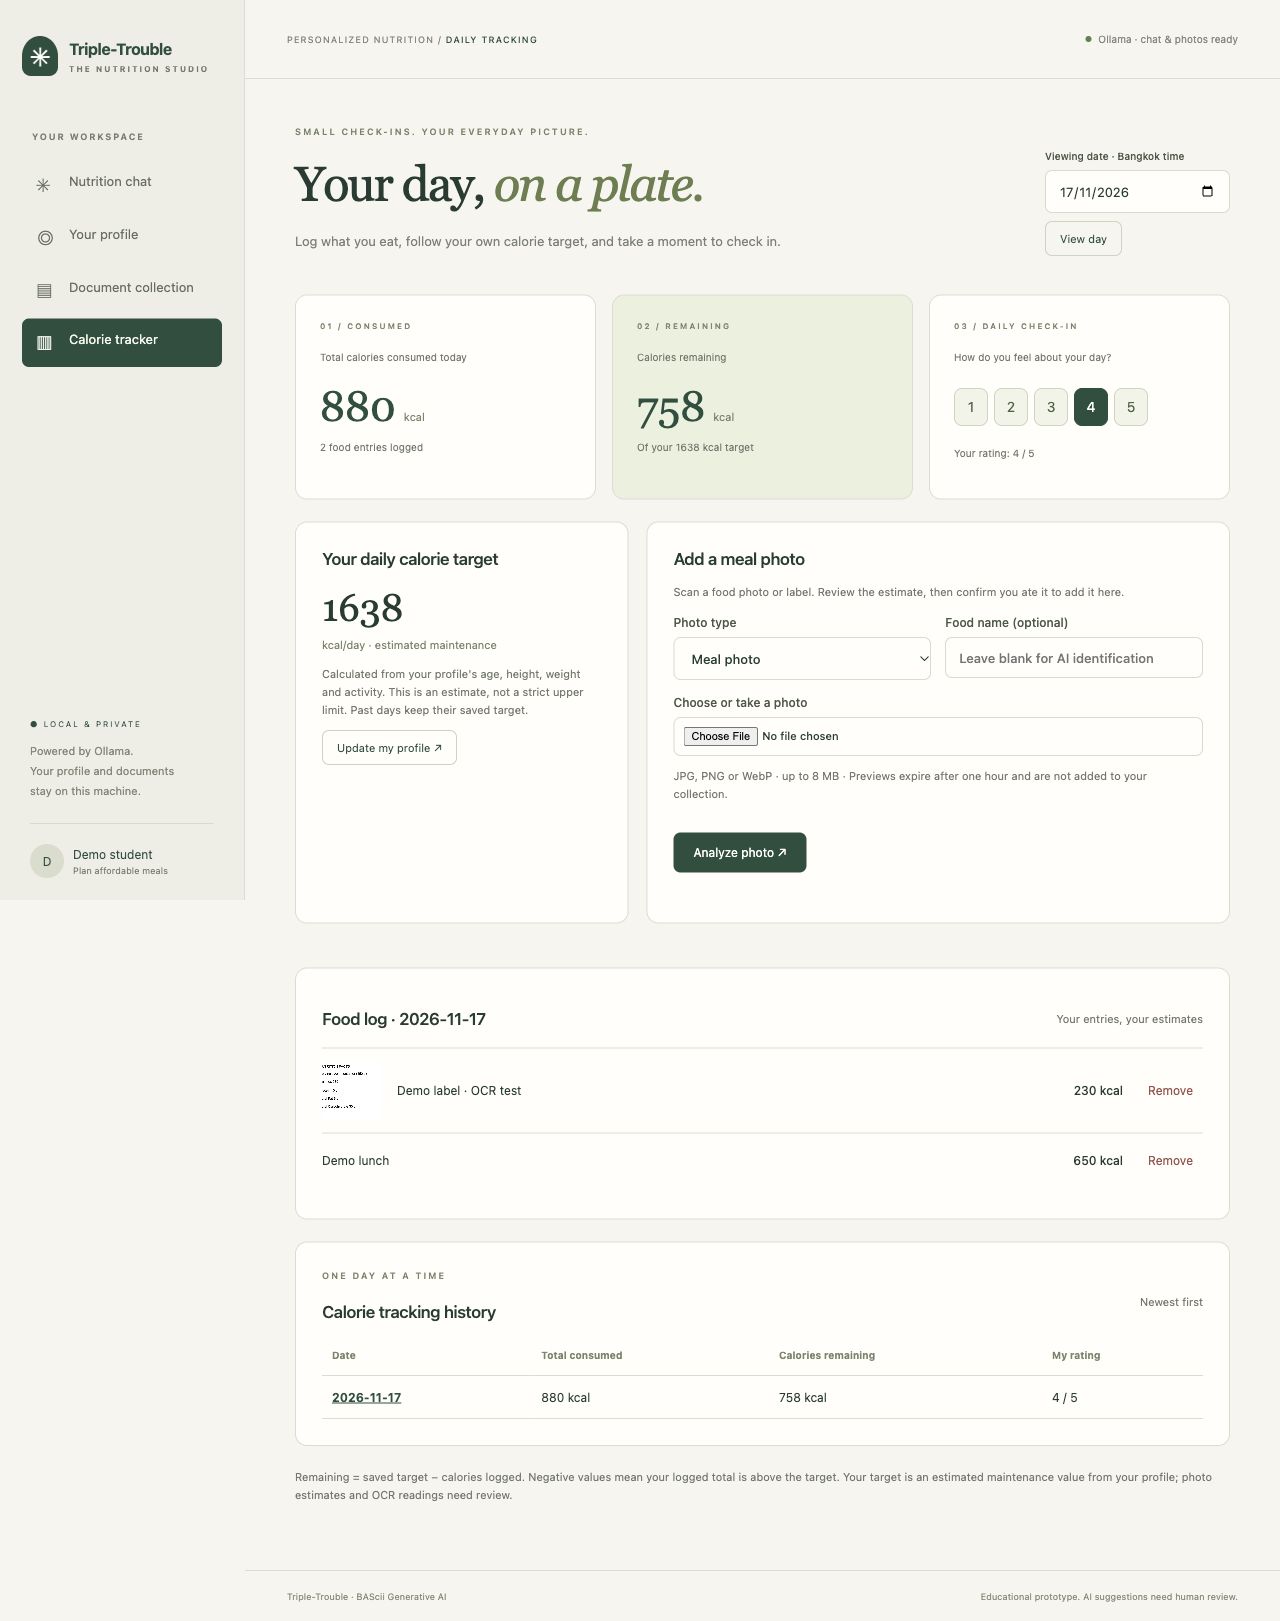 Triple-Trouble
THE NUTRITION STUDIO
YOUR WORKSPACE
Nutrition chat
Your profile
Document collection
Calorie tracker
LOCAL & PRIVATE
Powered by Ollama.
Your profile and documents
stay on this machine.
D
Demo student
Plan affordable meals
PERSONALIZED NUTRITION / DAILY TRACKING
Ollama · chat & photos ready
SMALL CHECK-INS. YOUR EVERYDAY PICTURE.
Your day, on a plate.
Log what you eat, follow your own calorie target, and take a moment to check in.
Viewing date · Bangkok time
17/11/2026
View day
01 / CONSUMED
Total calories consumed today
880 kcal
2 food entries logged
02 / REMAINING
Calories remaining
758 kcal
Of your 1638 kcal target
03 / DAILY CHECK-IN
How do you feel about your day?
1 2 3 4 5
Your rating: 4 / 5
Your daily calorie target
1638
kcal/day · estimated maintenance
Calculated from your profile's age, height, weight
and activity. This is an estimate, not a strict upper
limit. Past days keep their saved target.
Update my profile ↗
Add a meal photo
Scan a food photo or label. Review the estimate, then confirm you ate it to add it here.
Photo type
Meal photo
Food name (optional)
Leave blank for AI identification
Choose or take a photo
Choose File No file chosen
JPG, PNG or WebP · up to 8 MB · Previews expire after one hour and are not added to your
collection.
Analyze photo ↗
Food log · 2026-11-17
Your entries, your estimates
Demo label · OCR test 230 kcal Remove
Demo lunch 650 kcal Remove
ONE DAY AT A TIME
Calorie tracking history
Newest first
Date Total consumed Calories remaining My rating
2026-11-17 880 kcal 758 kcal 4 / 5
Remaining = saved target − calories logged. Negative values mean your logged total is above the target. Your target is an estimated maintenance value from your profile; photo
estimates and OCR readings need review.
Triple-Trouble · BAScii Generative AI
Educational prototype. AI suggestions need human review.